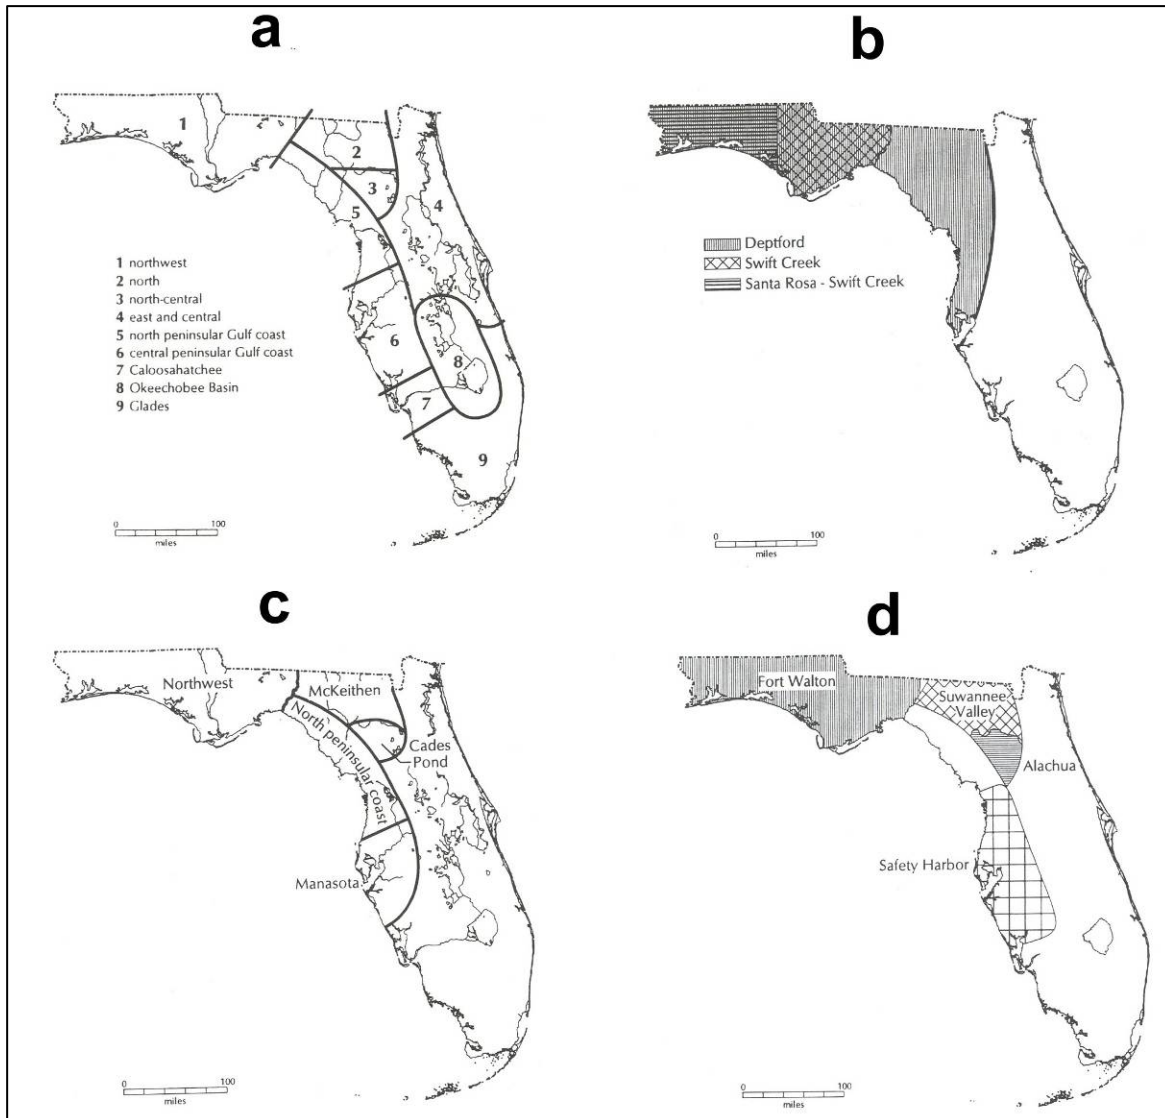 a
1
2
3
4
5
6
7
8
9
1 northwest
2 north
3 north-central
4 east and central
5 north peninsular Gulf coast
6 central peninsular Gulf coast
7 Caloosahatchee
8 Okeechobee Basin
9 Glades
0 100
miles
b
Deptford
Swift Creek
Santa Rosa - Swift Creek
0 100
miles
c
Northwest
McKeithen
North peninsular coast
Cades
Pond
Manasota
0 100
miles
d
Fort Walton
Suwannee
Valley
Alachua
Safety Harbor
0 100
miles